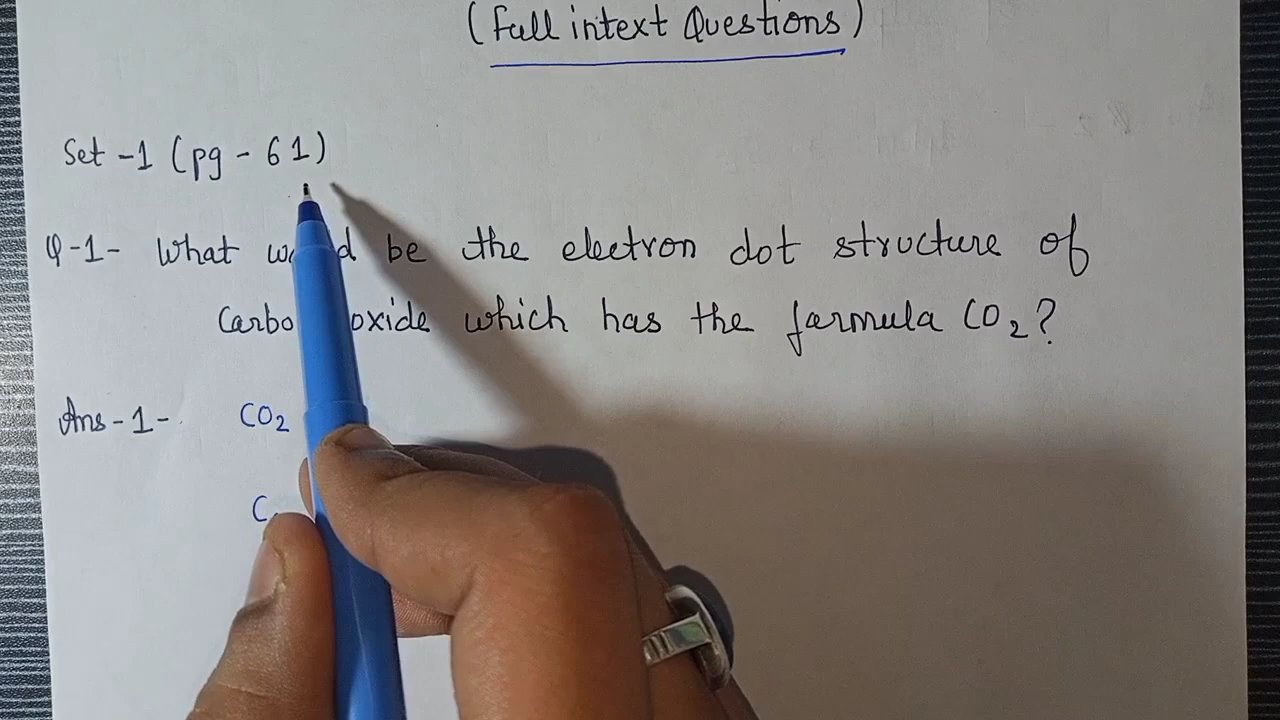 (Full intext Questions)
Set -1 (pg - 61)
Q-1- What be the electron dot structure of
which has the formula CO2?
Ans -1- CO2
C